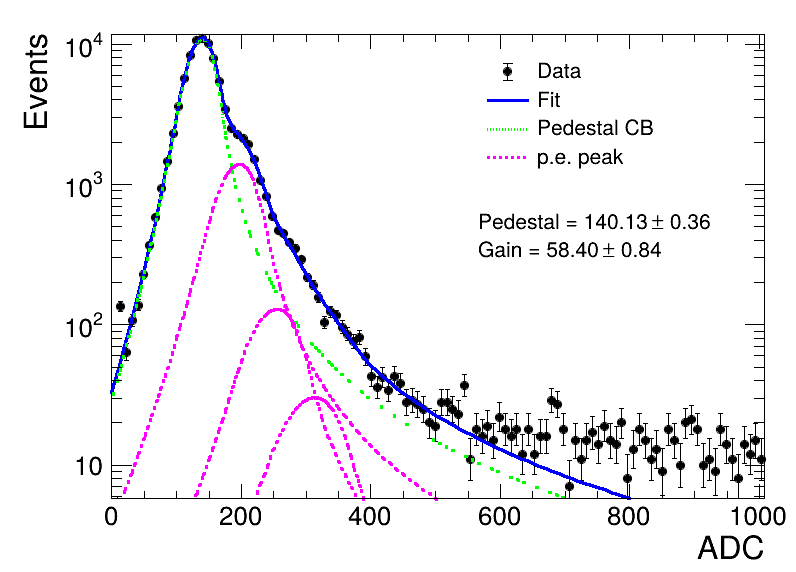 Events
10⁴
10³
10²
10
Data
Fit
Pedestal CB
p.e. peak
Pedestal = 140.13 ± 0.36
Gain = 58.40 ± 0.84
0 200 400 600 800 1000
ADC